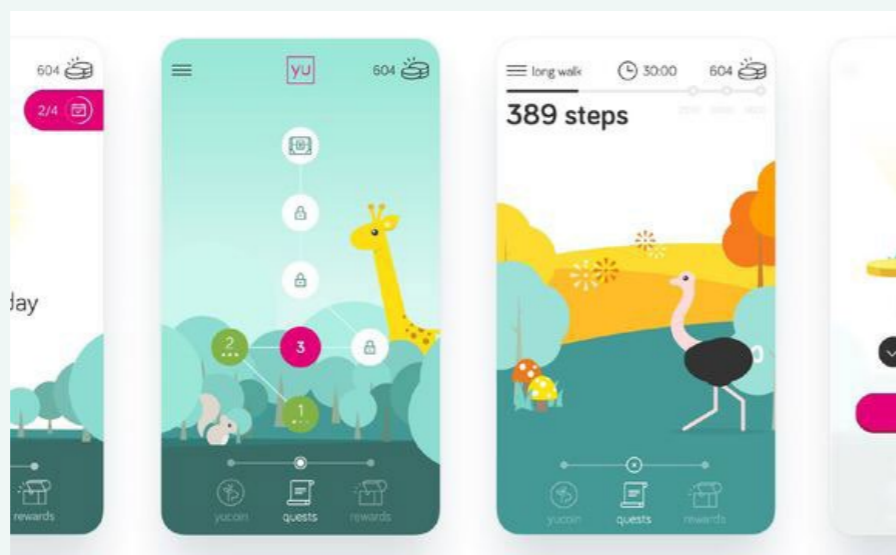 604
2/4
day
rewards
yu
604
2
3
1
yucoin
quests
rewards
long walk
30:00
604
389 steps
yucoin
quests
rewards